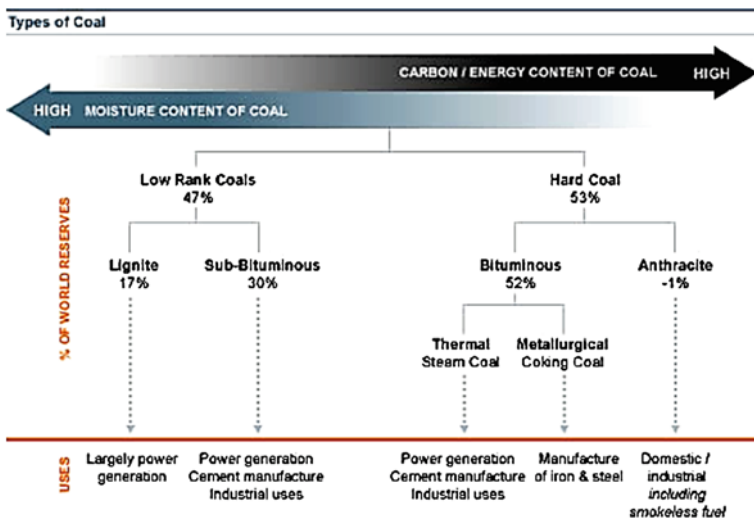 Types of Coal
CARBON / ENERGY CONTENT OF COAL HIGH
HIGH MOISTURE CONTENT OF COAL
% OF WORLD RESERVES
Low Rank Coals
47%
Hard Coal
53%
Lignite
17%
Sub-Bituminous
30%
Bituminous
52%
Anthracite
-1%
Thermal
Steam Coal
Metallurgical
Coking Coal
USES
Largely power
generation
Power generation
Cement manufacture
Industrial uses
Power generation
Cement manufacture
Industrial uses
Manufacture
of iron & steel
Domestic /
industrial
including
smokeless fuel